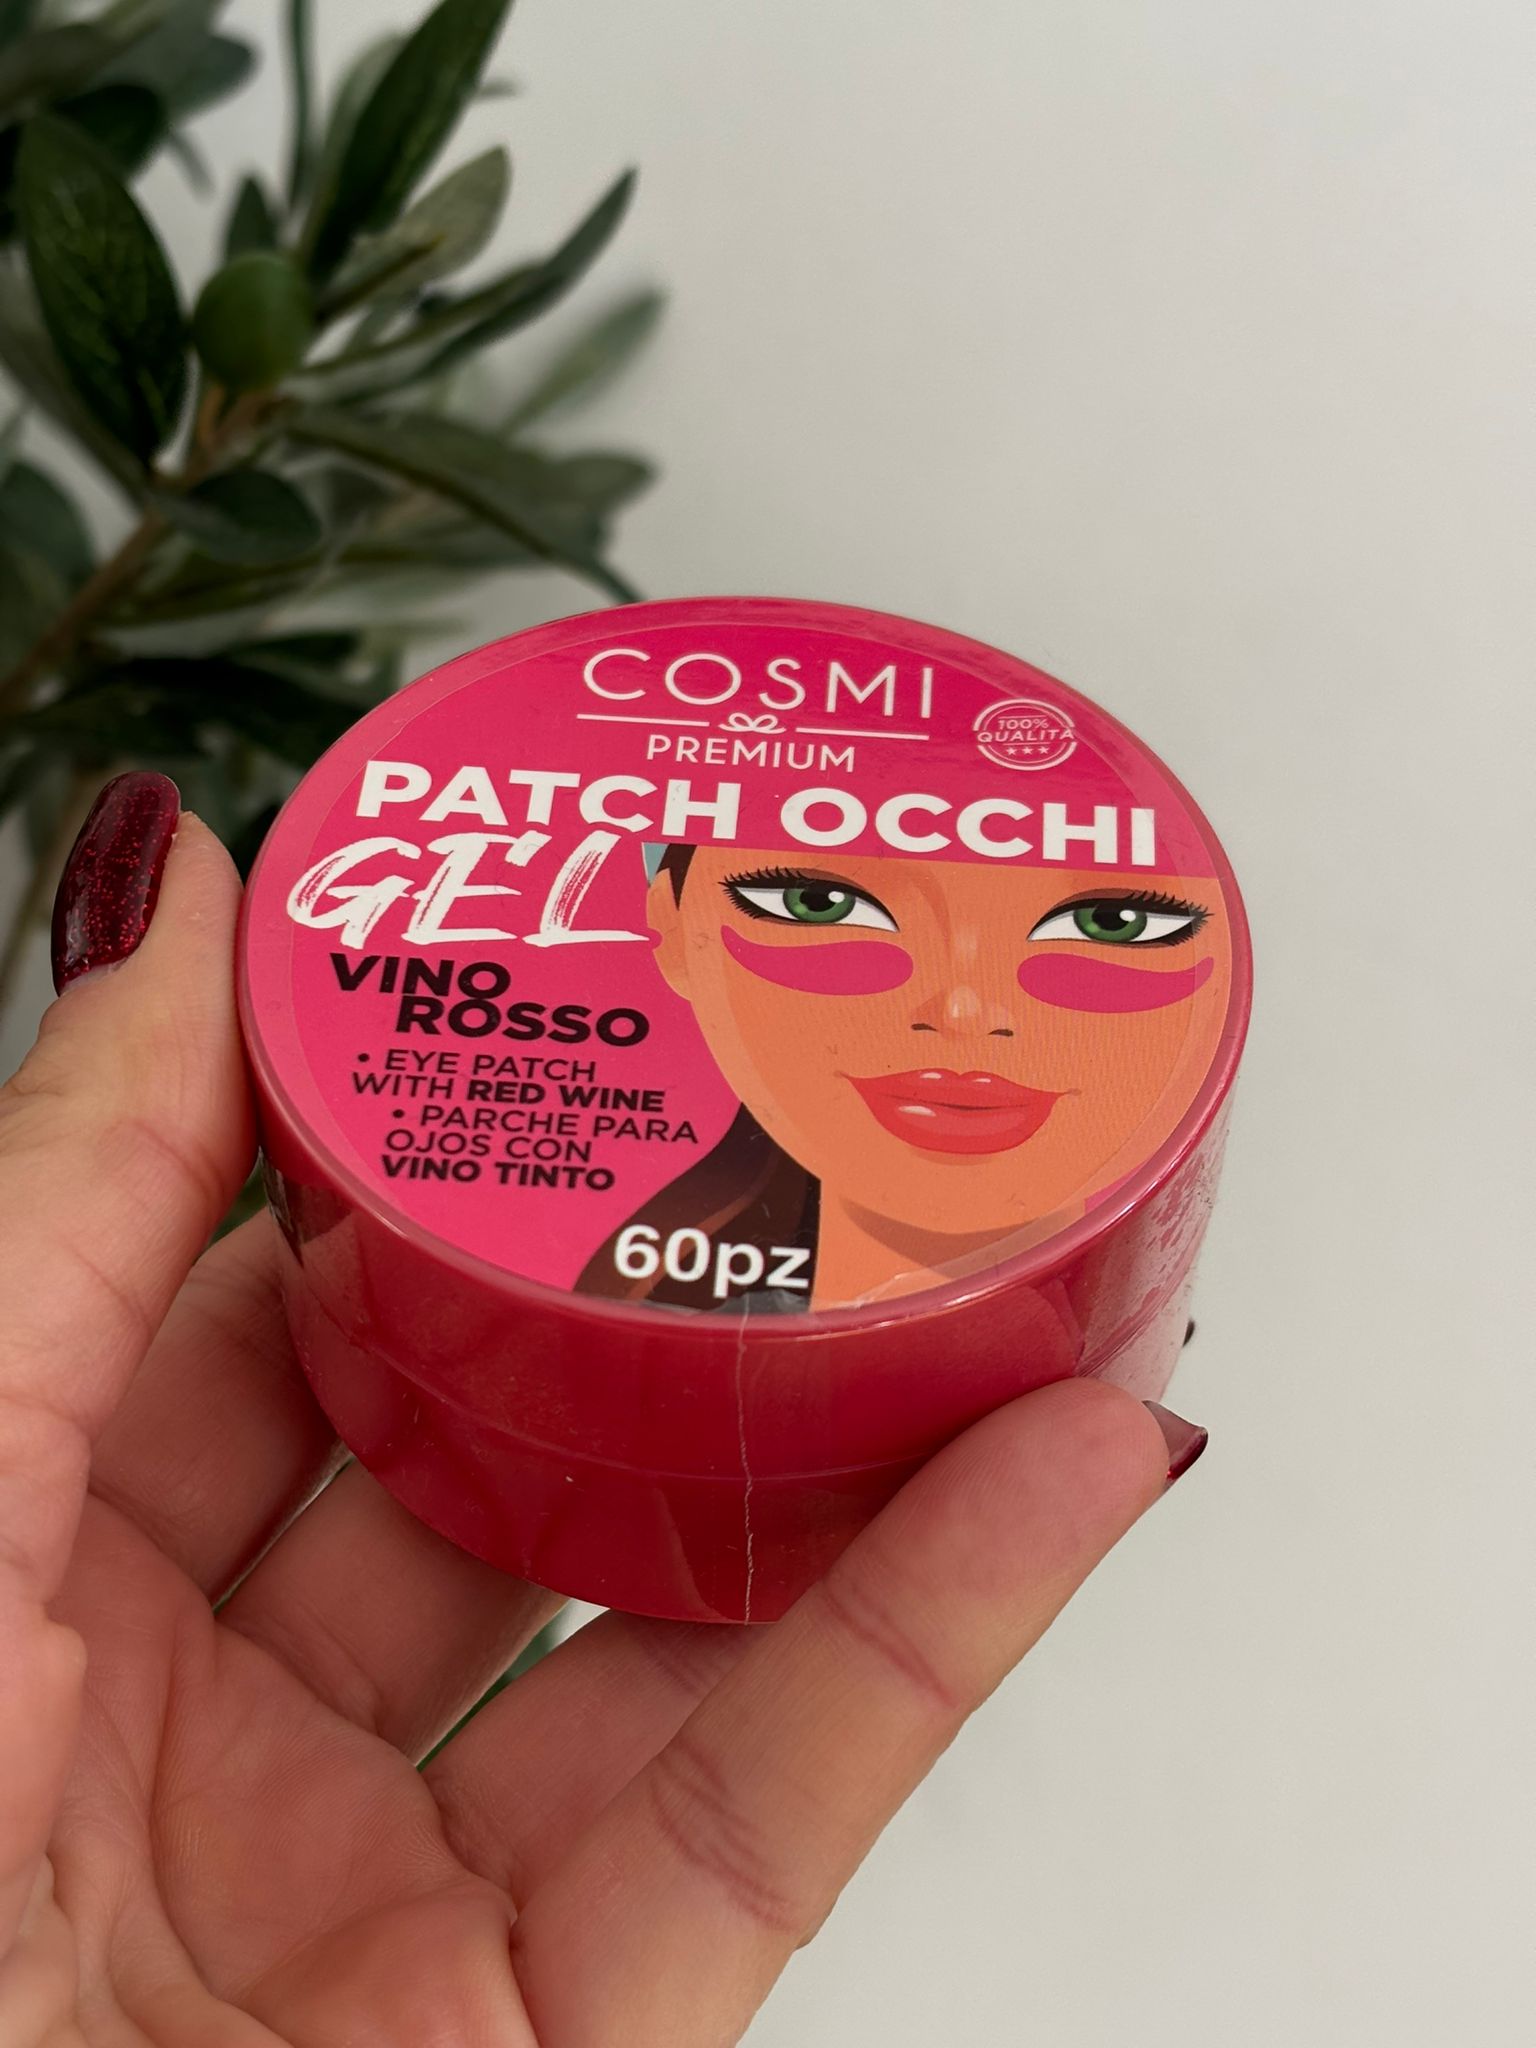 COSMI
PREMIUM
100%
QUALITÀ
PATCH OCCHI
GEL
VINO
ROSSO
• EYE PATCH
WITH RED WINE
• PARCHE PARA
OJOS CON
VINO TINTO
60pz